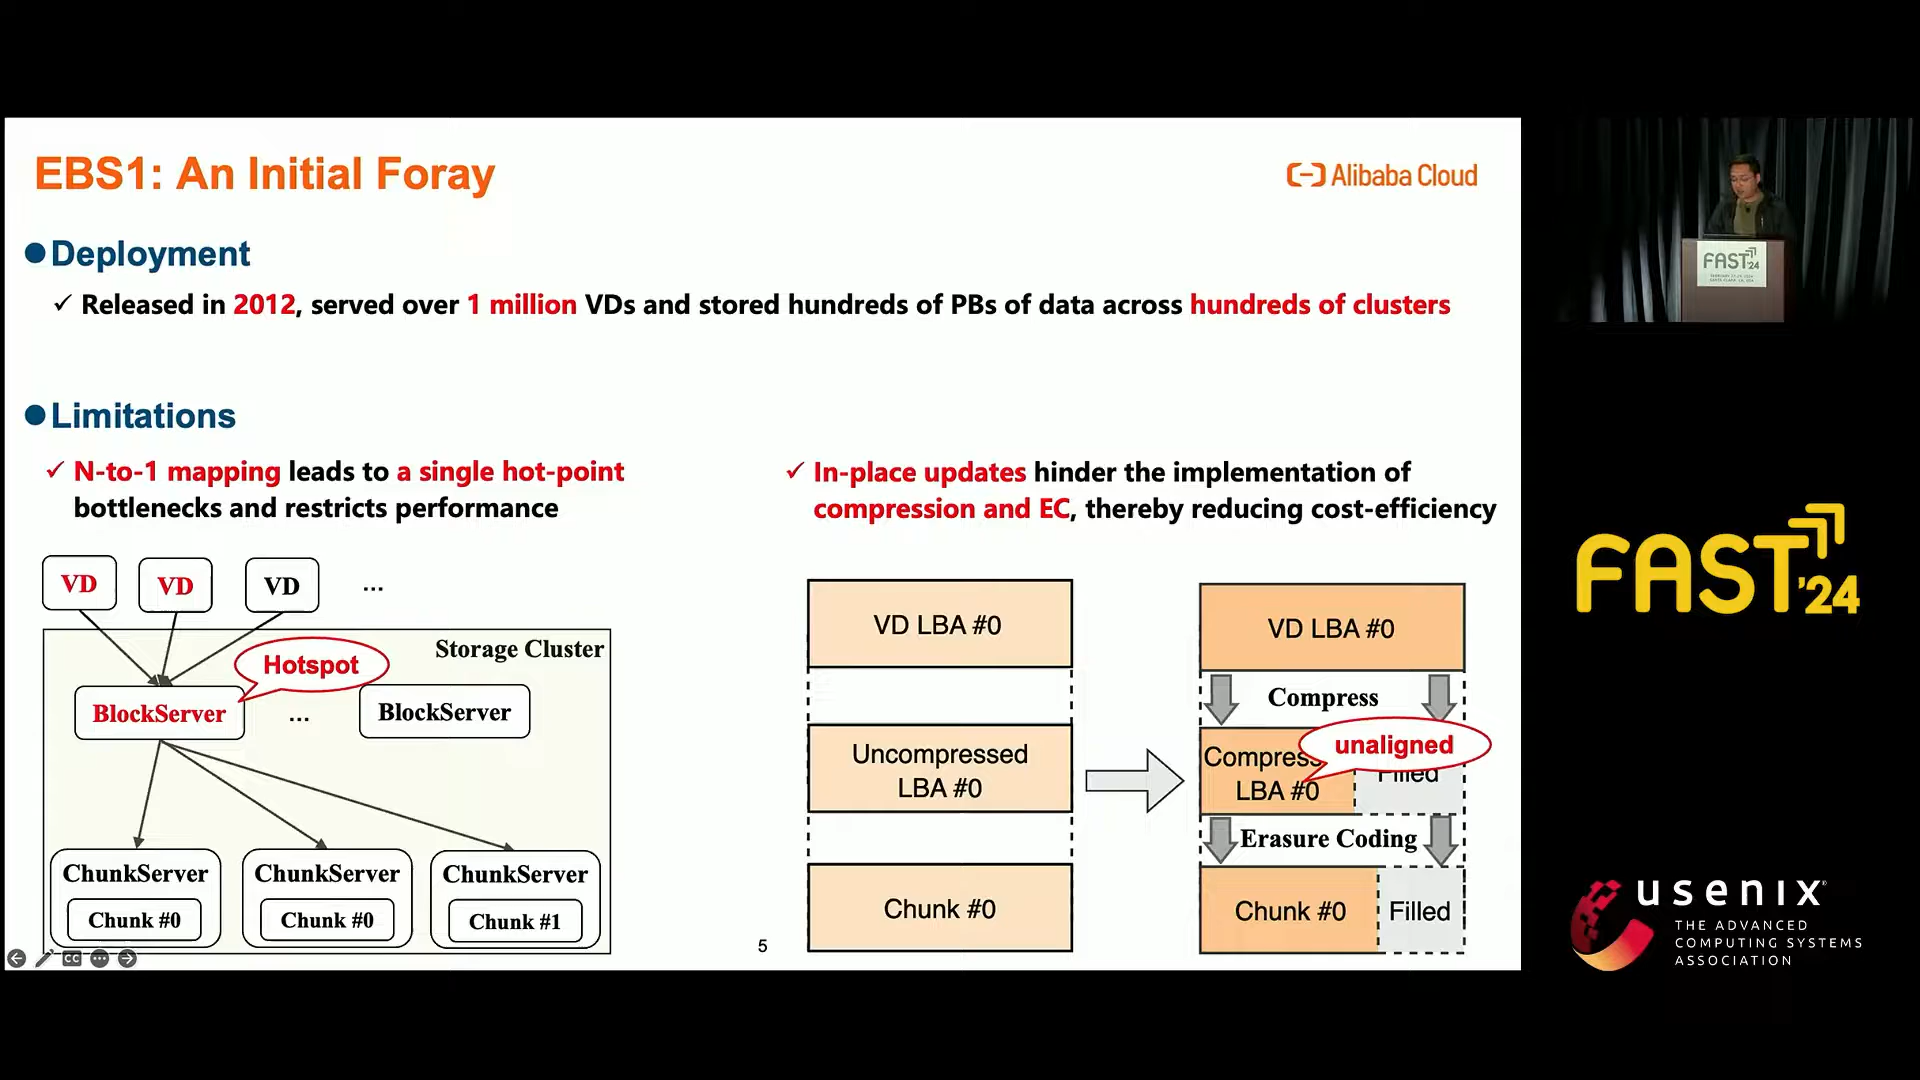 EBS1: An Initial Foray
Alibaba Cloud
Deployment
Released in 2012, served over 1 million VDs and stored hundreds of PBs of data across hundreds of clusters
Limitations
N-to-1 mapping leads to a single hot-point
bottlenecks and restricts performance
In-place updates hinder the implementation of
compression and EC, thereby reducing cost-efficiency
VD
VD
VD
...
Storage Cluster
Hotspot
BlockServer
...
BlockServer
ChunkServer
Chunk #0
ChunkServer
Chunk #0
ChunkServer
Chunk #1
VD LBA #0
Uncompressed
LBA #0
Chunk #0
VD LBA #0
Compress
unaligned
Compress
LBA #0
Filled
Erasure Coding
Chunk #0
Filled
5
CC
FAST'24
FAST'24
usenix
THE ADVANCED
COMPUTING SYSTEMS
ASSOCIATION